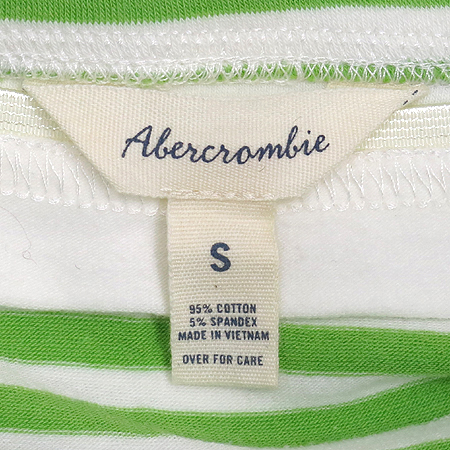 Abercrombie
S
95% COTTON
5% SPANDEX
MADE IN VIETNAM
OVER FOR CARE